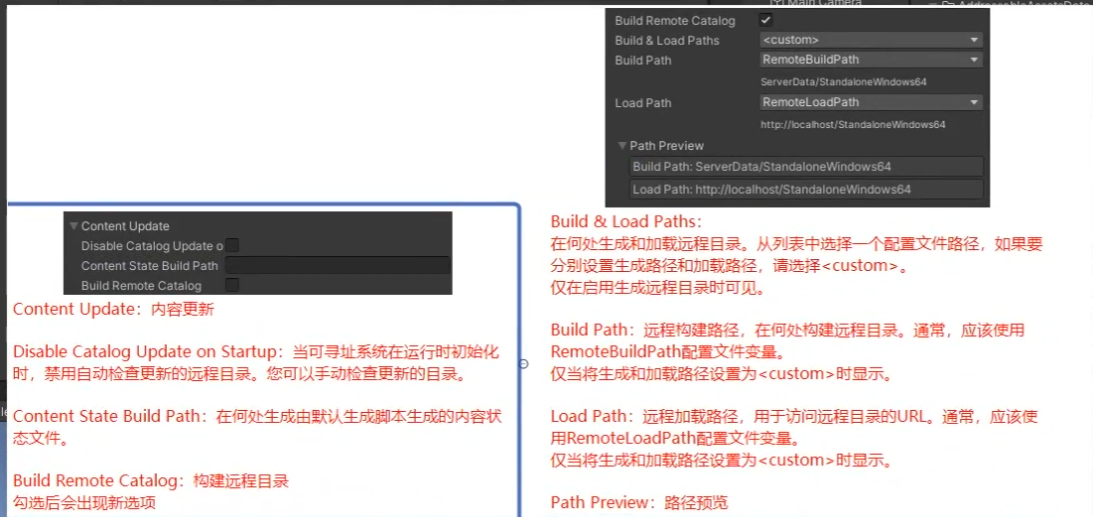 Main Camera
AddressableAssetsData
Build Remote Catalog
Build & Load Paths
<custom>
Build Path
RemoteBuildPath
ServerData/StandaloneWindows64
Load Path
RemoteLoadPath
http://localhost/StandaloneWindows64
Path Preview
Build Path: ServerData/StandaloneWindows64
Load Path: http://localhost/StandaloneWindows64
Content Update
Disable Catalog Update o
Content State Build Path
Build Remote Catalog
Content Update：内容更新
Disable Catalog Update on Startup：当可寻址系统在运行时初始化
时，禁用自动检查更新的远程目录。您可以手动检查更新的目录。
Content State Build Path：在何处生成由默认生成脚本生成的内容状
态文件。
Build Remote Catalog：构建远程目录
勾选后会出现新选项
Build & Load Paths：
在何处生成和加载远程目录。从列表中选择一个配置文件路径，如果要
分别设置生成路径和加载路径，请选择<custom>。
仅在启用生成远程目录时可见。
Build Path：远程构建路径，在何处构建远程目录。通常，应该使用
RemoteBuildPath配置文件变量。
仅当将生成和加载路径设置为<custom>时显示。
Load Path：远程加载路径，用于访问远程目录的URL。通常，应该使
用RemoteLoadPath配置文件变量。
仅当将生成和加载路径设置为<custom>时显示。
Path Preview：路径预览